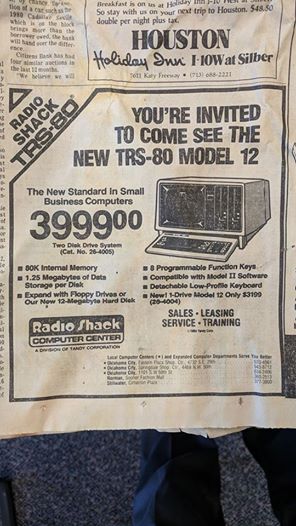 tion at a
1980 Cadillac Seville
which is on the block
brings more than the
borrower owed, the bank
over the differ-
ence.
Citizens Bank has had
four similar auctions in
the last 12 months.
"We believe we will
Breakfast is on us at Holiday Inn I-10 West at
So stay with us on your next trip to Houston. $48.50
double per night plus tax.
HOUSTON
Holiday Inn I-10W at Silber
7611 Katy Freeway • (713) 688-2221
RADIO
SHACK
TRS-80
YOU'RE INVITED
TO COME SEE THE
NEW TRS-80 MODEL 12
The New Standard in Small
Business Computers
3999.00
Two Disk Drive System
(Cat. No. 26-4005)
■ 80K Internal Memory
■ 1.25 Megabytes of Data
Storage per Disk
■ Expand with Floppy Drives or
Our New 12-Megabyte Hard Disk
■ 8 Programmable Function Keys
■ Compatible with Model II Software
■ Detachable Low-Profile Keyboard
■ New! 1-Drive Model 12 Only $3199
(26-4004)
SALES • LEASING
SERVICE • TRAINING
Radio Shack
COMPUTER CENTER
A DIVISION OF TANDY CORPORATION
Local Computer Centers (•) and Expanded Computer Departments Serve You Better
• Oklahoma City,
• Oklahoma City,
• Oklahoma City,
Norman, Sooner Fashion Mall
Stillwater, Cimarron Plaza